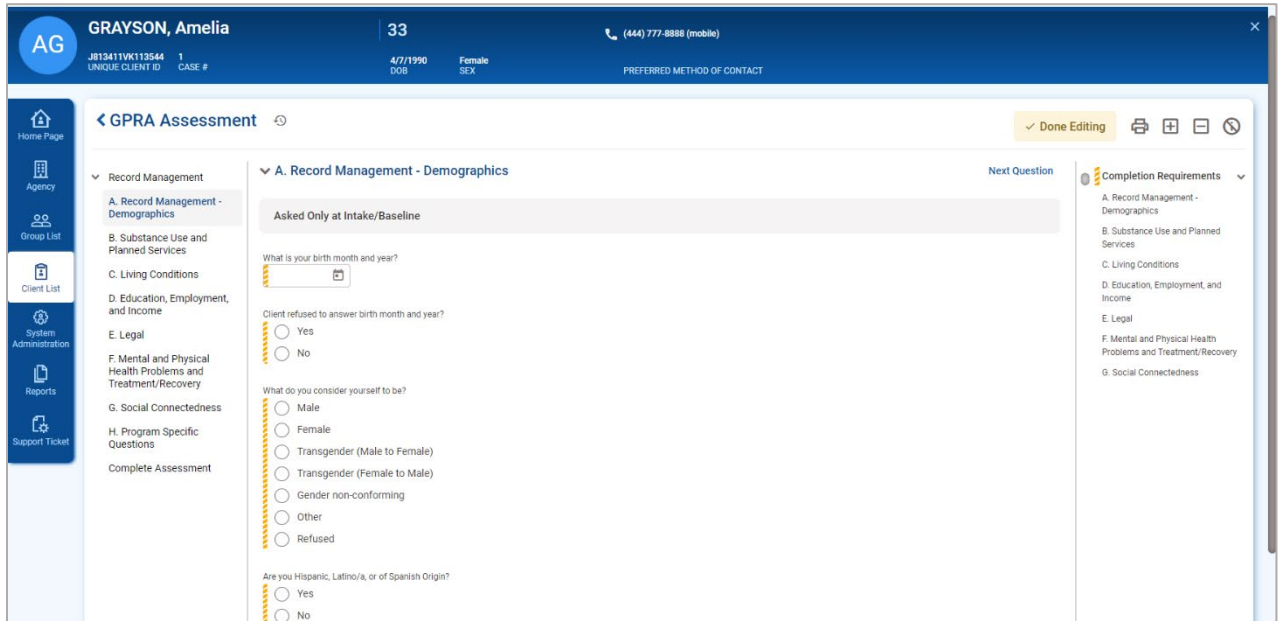 AG
GRAYSON, Amelia
33
(444) 777-8888 (mobile)
J813411VK113544 1
UNIQUE CLIENT ID CASE #
4/7/1990 Female
DOB SEX
PREFERRED METHOD OF CONTACT
Home Page
Agency
Group List
Client List
System
Administration
Reports
Support Ticket
GPRA Assessment
Done Editing
Record Management
A. Record Management -
Demographics
B. Substance Use and
Planned Services
C. Living Conditions
D. Education, Employment,
and Income
E. Legal
F. Mental and Physical
Health Problems and
Treatment/Recovery
G. Social Connectedness
H. Program Specific
Questions
Complete Assessment
A. Record Management - Demographics
Next Question
Asked Only at Intake/Baseline
What is your birth month and year?
Client refused to answer birth month and year?
Yes
No
What do you consider yourself to be?
Male
Female
Transgender (Male to Female)
Transgender (Female to Male)
Gender non-conforming
Other
Refused
Are you Hispanic, Latino/a, or of Spanish Origin?
Yes
No
Completion Requirements
A. Record Management -
Demographics
B. Substance Use and Planned
Services
C. Living Conditions
D. Education, Employment, and
Income
E. Legal
F. Mental and Physical Health
Problems and Treatment/Recovery
G. Social Connectedness